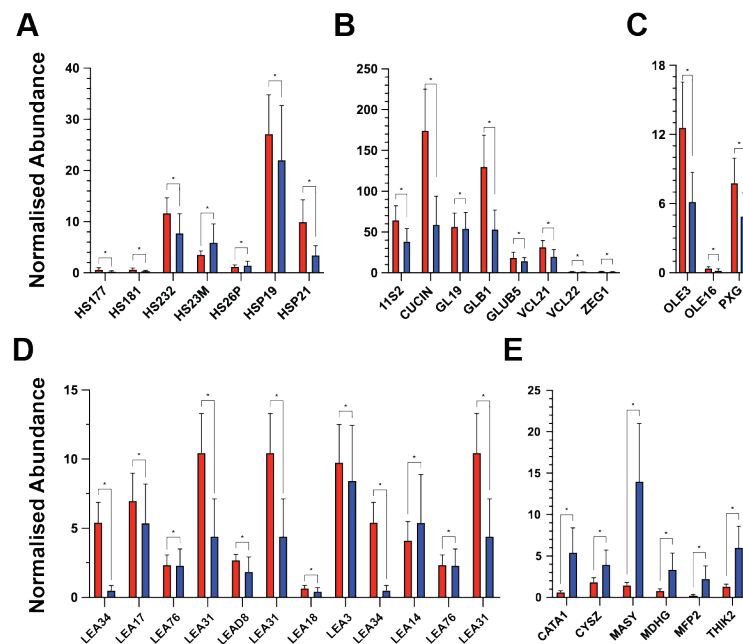 A B C
Normalised Abundance
40
30
20
10
0
* * * * * * *
HS177 HS181 HS232 HS23M HS26P HSP19 HSP21
250
200
150
100
50
0
* * * * * * * *
11S2 CUCIN GL19 GLB1 GLUB5 VCL21 VCL22 ZEG1
18
12
6
0
* * *
OLE3 OLE16 PXG
D E
Normalised Abundance
15
10
5
0
* * * * * * * * * * * *
LEA34 LEA17 LEA76 LEA31 LEAD8 LEA31 LEA18 LEA3 LEA34 LEA14 LEA76 LEA31
25
20
15
10
5
0
* * * * * *
CATA1 CYSZ MASY MDHG MFP2 THIK2